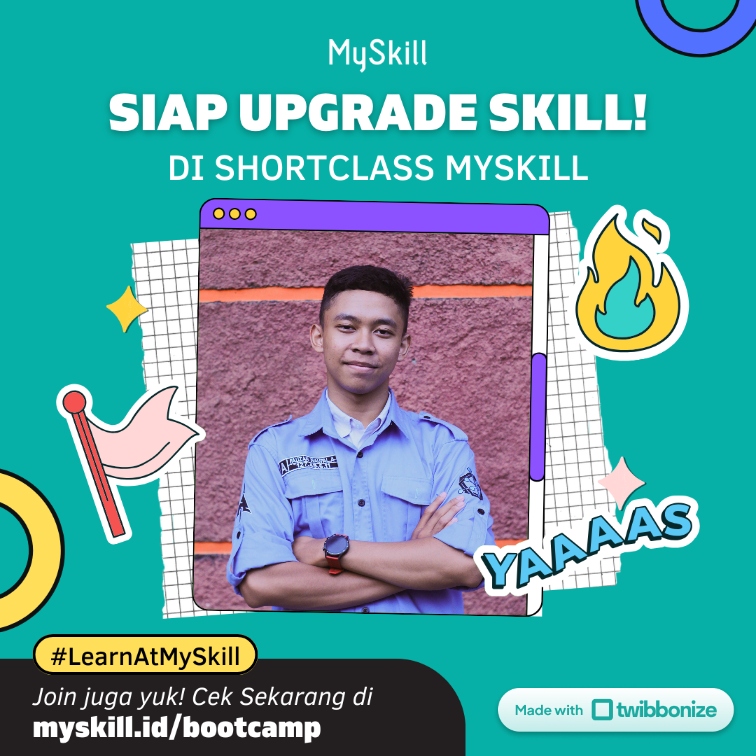 MySkill
SIAP UPGRADE SKILL!
DI SHORTCLASS MYSKILL
YAAAAS
#LearnAtMySkill
Join juga yuk! Cek Sekarang di
myskill.id/bootcamp
Made with twibbonize